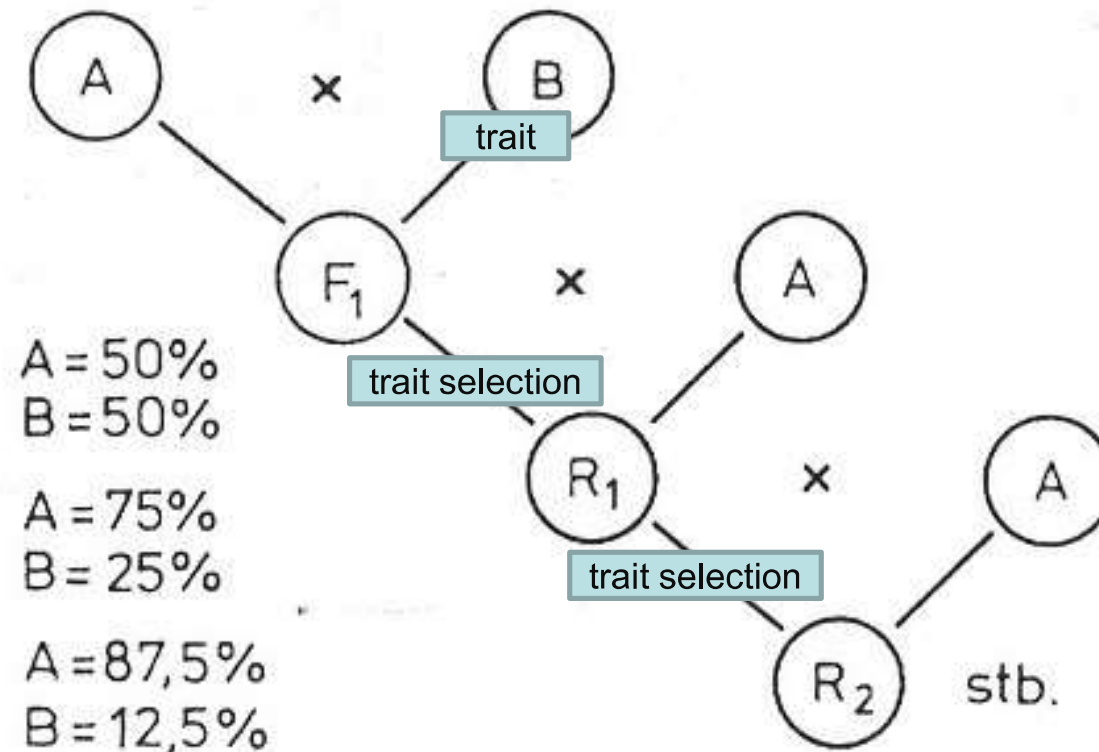 A × B
trait
F₁ × A
A = 50%
B = 50%
trait selection
R₁ × A
A = 75%
B = 25%
trait selection
A = 87,5%
B = 12,5%
R₂ stb.